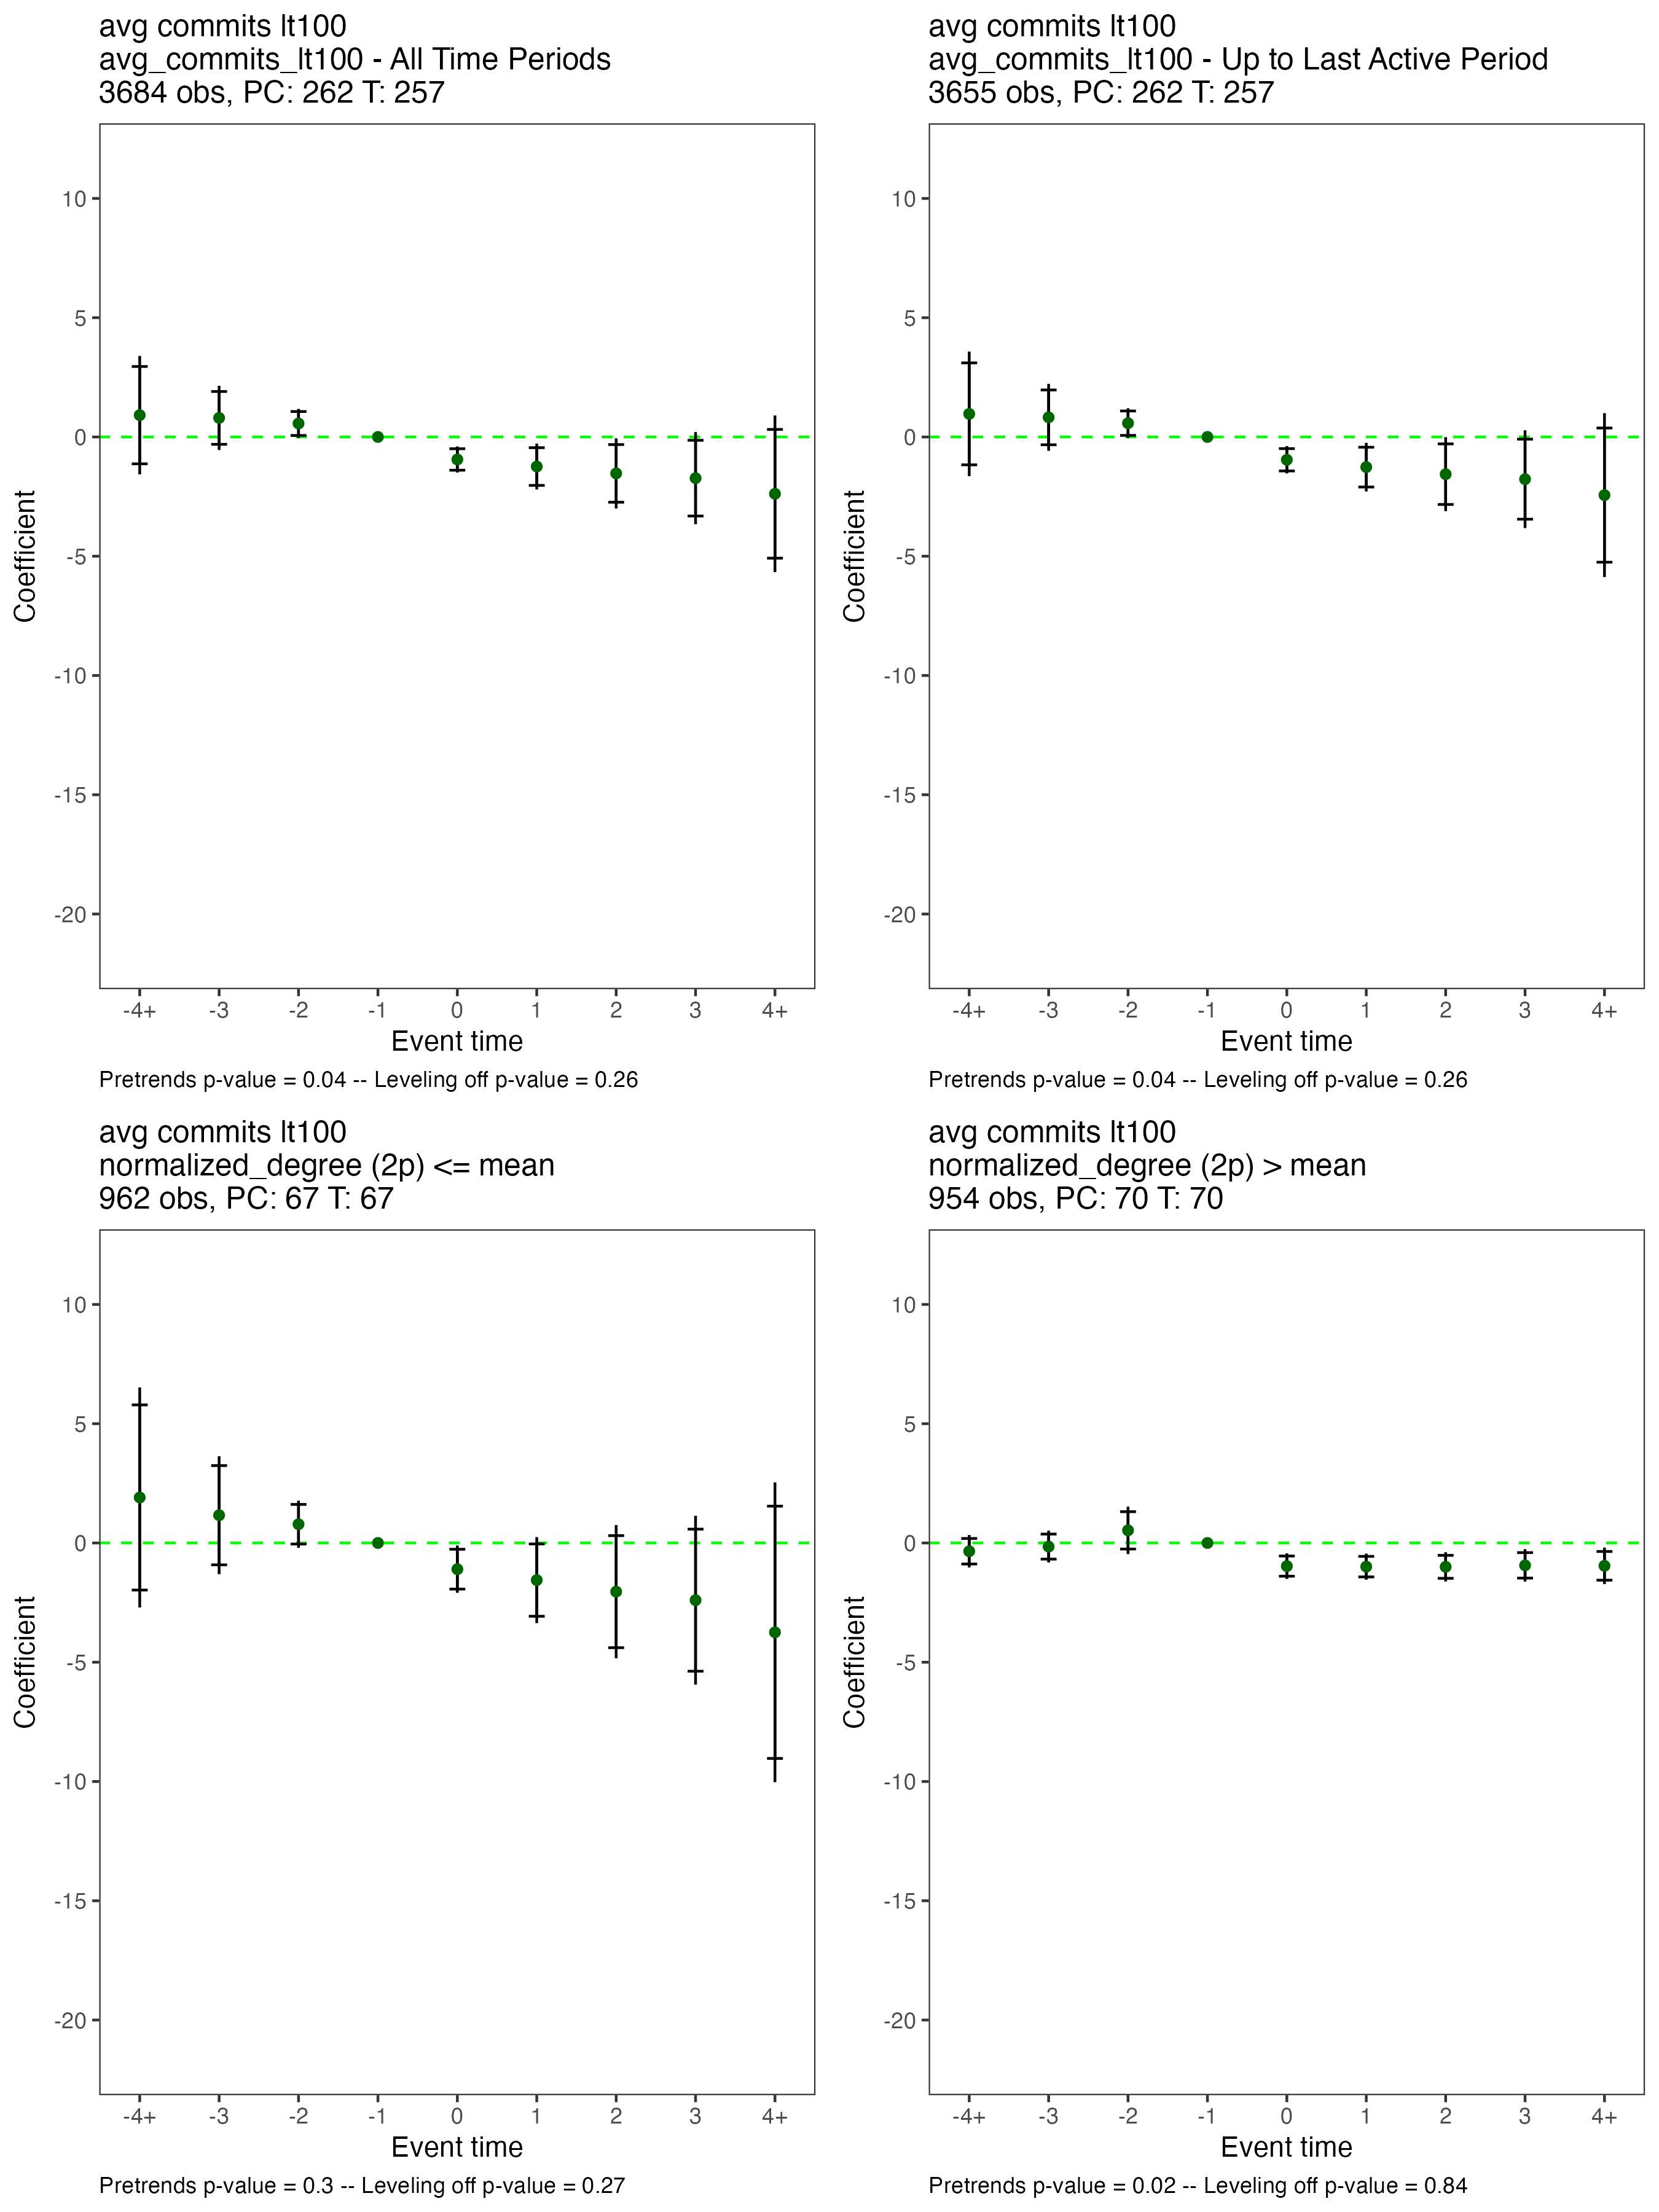 avg commits lt100
avg_commits_lt100 - All Time Periods
3684 obs, PC: 262 T: 257
10
5
0
-5
-10
-15
-20
Coefficient
-4+ -3 -2 -1 0 1 2 3 4+
Event time
Pretrends p-value = 0.04 -- Leveling off p-value = 0.26
avg commits lt100
avg_commits_lt100 - Up to Last Active Period
3655 obs, PC: 262 T: 257
10
5
0
-5
-10
-15
-20
Coefficient
-4+ -3 -2 -1 0 1 2 3 4+
Event time
Pretrends p-value = 0.04 -- Leveling off p-value = 0.26
avg commits lt100
normalized_degree (2p) <= mean
962 obs, PC: 67 T: 67
10
5
0
-5
-10
-15
-20
Coefficient
-4+ -3 -2 -1 0 1 2 3 4+
Event time
Pretrends p-value = 0.3 -- Leveling off p-value = 0.27
avg commits lt100
normalized_degree (2p) > mean
954 obs, PC: 70 T: 70
10
5
0
-5
-10
-15
-20
Coefficient
-4+ -3 -2 -1 0 1 2 3 4+
Event time
Pretrends p-value = 0.02 -- Leveling off p-value = 0.84